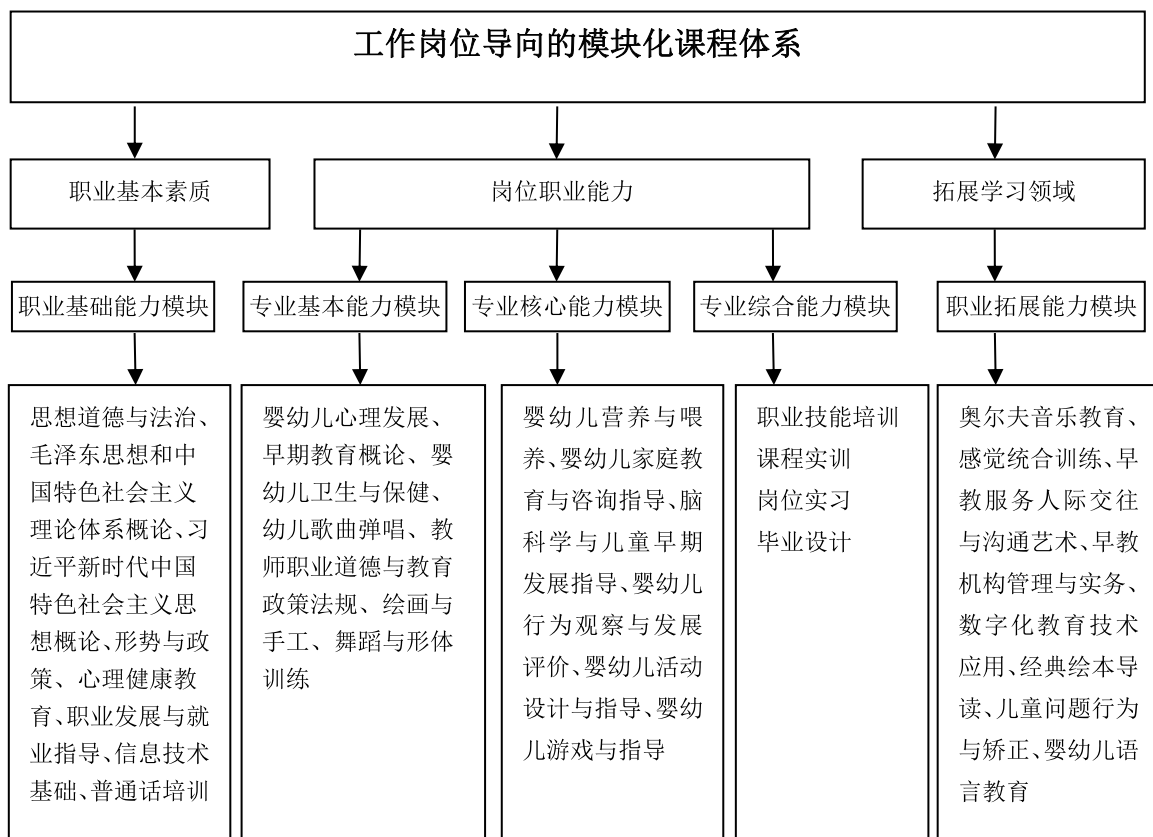 工作岗位导向的模块化课程体系
职业基本素质
岗位职业能力
拓展学习领域
职业基础能力模块
专业基本能力模块
专业核心能力模块
专业综合能力模块
职业拓展能力模块
思想道德与法治、
毛泽东思想和中
国特色社会主义
理论体系概论、习
近平新时代中国
特色社会主义思
想概论、形势与政
策、心理健康教
育、职业发展与就
业指导、信息技术
基础、普通话培训
婴幼儿心理发展、
早期教育概论、婴
幼儿卫生与保健、
幼儿歌曲弹唱、教
师职业道德与教育
政策法规、绘画与
手工、舞蹈与形体
训练
婴幼儿营养与喂
养、婴幼儿家庭教
育与咨询指导、脑
科学与儿童早期
发展指导、婴幼儿
行为观察与发展
评价、婴幼儿活动
设计与指导、婴幼
儿游戏与指导
职业技能培训
课程实训
岗位实习
毕业设计
奥尔夫音乐教育、
感觉统合训练、早
教服务人际交往
与沟通艺术、早教
机构管理与实务、
数字化教育技术
应用、经典绘本导
读、儿童问题行为
与矫正、婴幼儿语
言教育